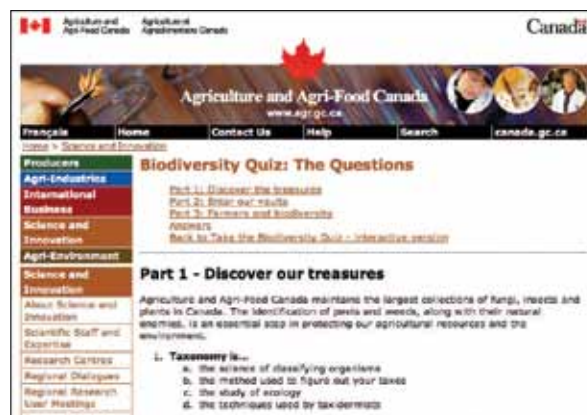 Agriculture and Agriculture et
Agri-Food Canada Agroalimentaire Canada
Canada
Agriculture and Agri-Food Canada
www.agr.gc.ca
Français Home Contact Us Help Search canada.gc.ca
Home > Science and Innovation
Producers
Agri-Industries
International
Business
Science and
Innovation
Agri-Environment
Science and
Innovation
About Science and
Innovation
Scientific Staff and
Expertise
Research Centres
Regional Dialogues
Regional Research
User Meetings
Biodiversity Quiz: The Questions
Part 1: Discover the treasures
Part 2: Enter our vaults
Part 3: Farmers and biodiversity
Answers
Back to Take the Biodiversity Quiz - interactive version
Part 1 - Discover our treasures
Agriculture and Agri-Food Canada maintains the largest collections of fungi, insects and
plants in Canada. The identification of pests and weeds, along with their natural
enemies, is an essential step in protecting our agricultural resources and the
environment.
1. Taxonomy is...
a. the science of classifying organisms
b. the method used to figure out your taxes
c. the study of ecology
d. the techniques used by taxidermists